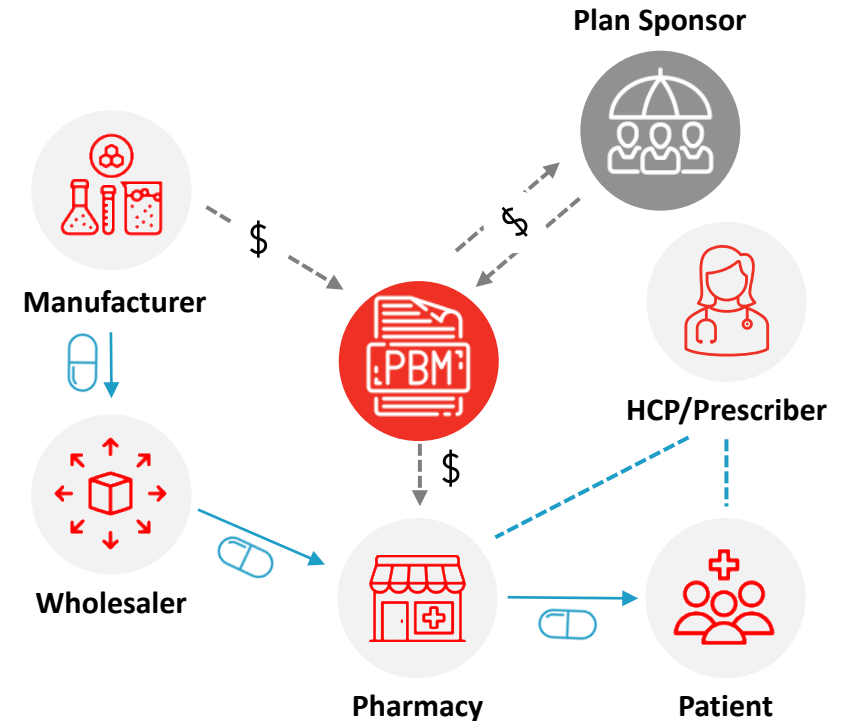 Plan Sponsor
$
$
Manufacturer
PBM
HCP/Prescriber
$
Wholesaler
Pharmacy
Patient